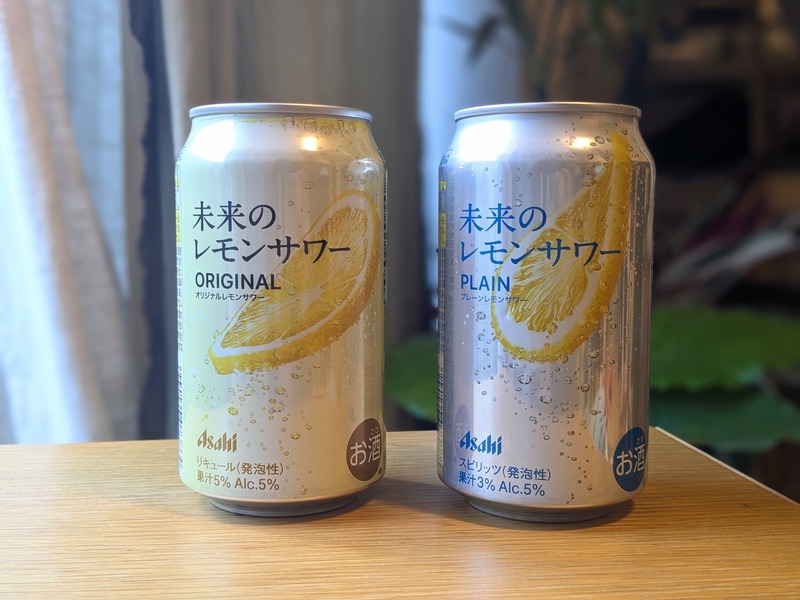 未来の
レモンサワー
ORIGINAL
オリジナルレモンサワー
Asahi
リキュール(発泡性)
果汁5% Alc.5%
お酒
未来の
レモンサワー
PLAIN
プレーンレモンサワー
Asahi
スピリッツ(発泡性)
果汁3% Alc.5%
お酒